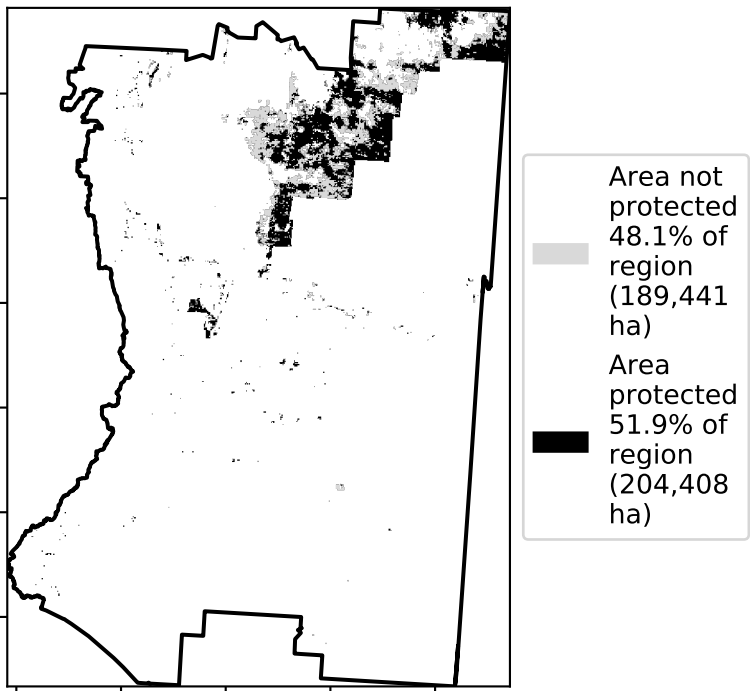 Area not
protected
48.1% of
region
(189,441
ha)
Area
protected
51.9% of
region
(204,408
ha)